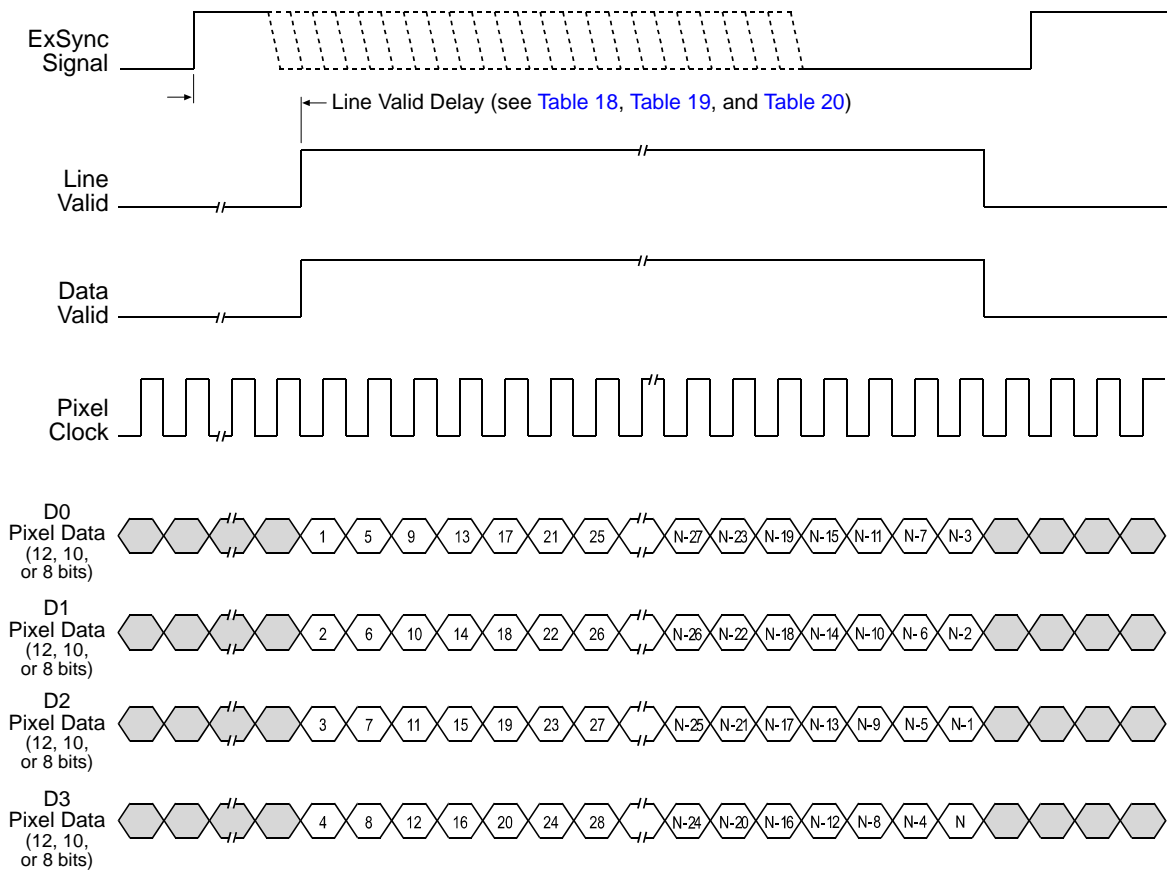 ExSync
Signal
Line Valid Delay (see Table 18, Table 19, and Table 20)
Line
Valid
Data
Valid
Pixel
Clock
D0
Pixel Data
(12, 10,
or 8 bits)
1 5 9 13 17 21 25 N-27 N-23 N-19 N-15 N-11 N-7 N-3
D1
Pixel Data
(12, 10,
or 8 bits)
2 6 10 14 18 22 26 N-26 N-22 N-18 N-14 N-10 N-6 N-2
D2
Pixel Data
(12, 10,
or 8 bits)
3 7 11 15 19 23 27 N-25 N-21 N-17 N-13 N-9 N-5 N-1
D3
Pixel Data
(12, 10,
or 8 bits)
4 8 12 16 20 24 28 N-24 N-20 N-16 N-12 N-8 N-4 N